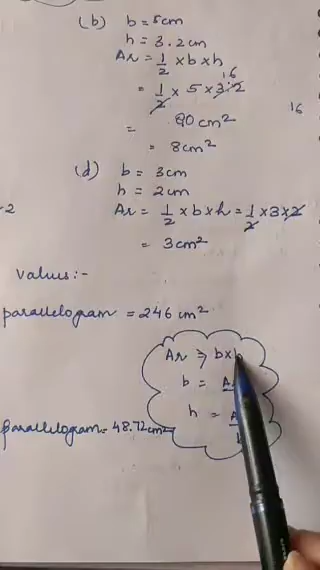 (b) b = 5cm
h = 3.2cm
Ar = 1/2 × b × h
= 1/2 × 5 × 3.2 16
16
= 80 cm²
= 8cm²
(d) b = 3cm
h = 2cm
Ar = 1/2 × b × h = 1/2 × 3 × 2
= 3cm²
values:-
parallelogram = 246 cm²
Ar = b×h
b =
h =
parallelogram = 48.72cm²